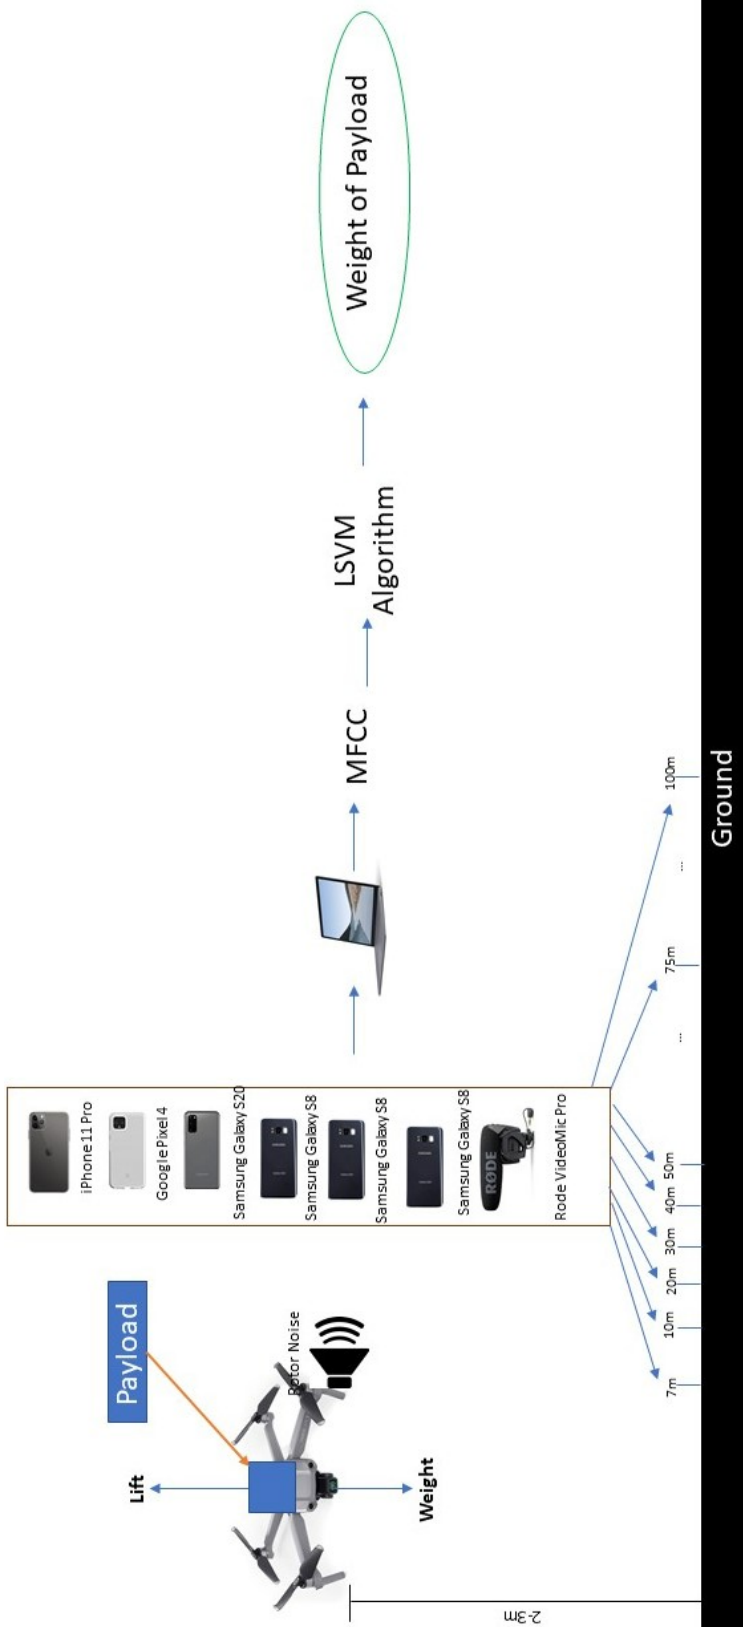 Payload
Lift
Weight
Rotor Noise
2-3m
iPhone11 Pro
Google Pixel 4
Samsung Galaxy S20
Samsung Galaxy S8
Samsung Galaxy S8
Samsung Galaxy S8
RØDE
Rode VideoMic Pro
MFCC
LSVM
Algorithm
Weight of Payload
7m
10m
20m
30m
40m
50m
...
75m
...
100m
Ground